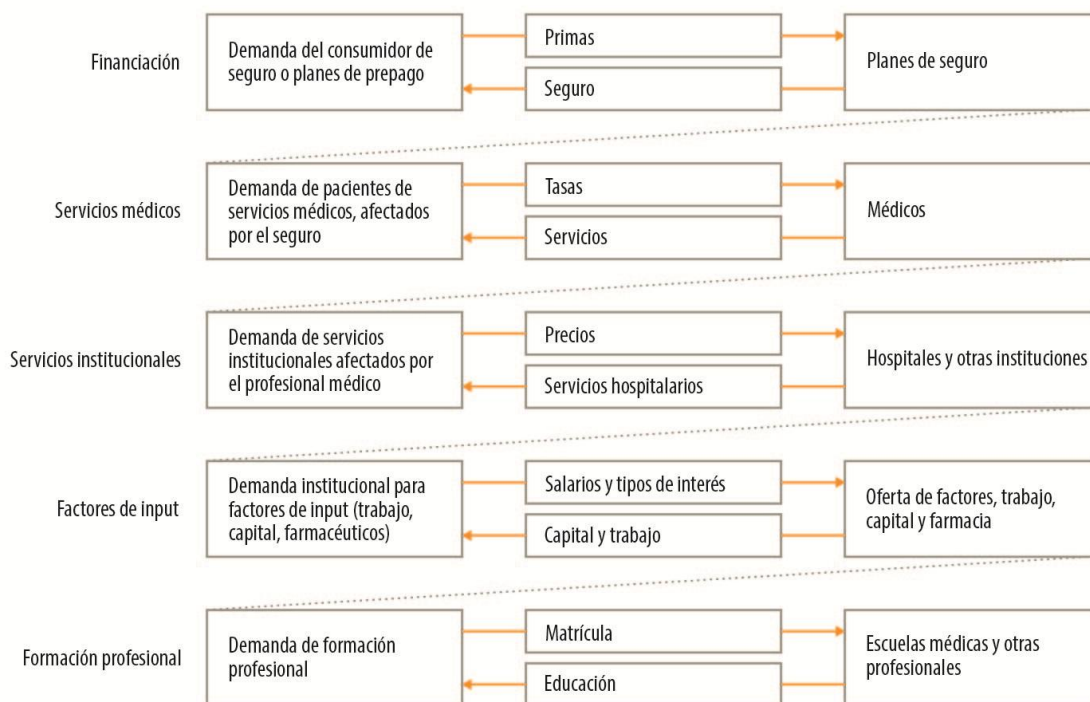 Financiación
Demanda del consumidor de
seguro o planes de prepago
Primas
Seguro
Planes de seguro
Servicios médicos
Demanda de pacientes de
servicios médicos, afectados
por el seguro
Tasas
Servicios
Médicos
Servicios institucionales
Demanda de servicios
institucionales afectados por
el profesional médico
Precios
Servicios hospitalarios
Hospitales y otras instituciones
Factores de input
Demanda institucional para
factores de input (trabajo,
capital, farmacéuticos)
Salarios y tipos de interés
Capital y trabajo
Oferta de factores, trabajo,
capital y farmacia
Formación profesional
Demanda de formación
profesional
Matrícula
Educación
Escuelas médicas y otras
profesionales